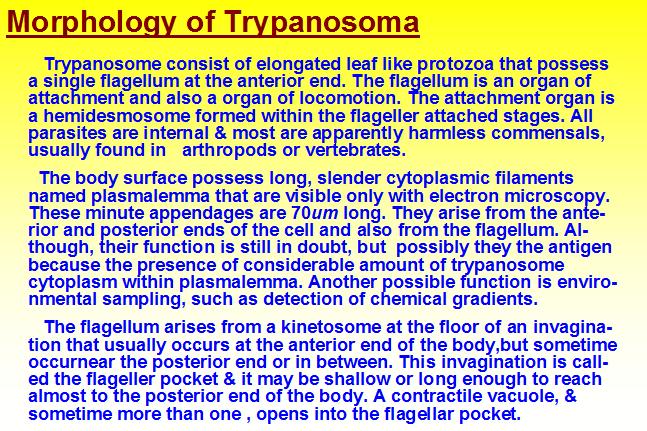 Morphology of Trypanosoma
Trypanosome consist of elongated leaf like protozoa that possess
a single flagellum at the anterior end. The flagellum is an organ of
attachment and also a organ of locomotion. The attachment organ is
a hemidesmosome formed within the flageller attached stages. All
parasites are internal & most are apparently harmless commensals,
usually found in arthropods or vertebrates.
The body surface possess long, slender cytoplasmic filaments
named plasmalemma that are visible only with electron microscopy.
These minute appendages are 70um long. They arise from the ante-
rior and posterior ends of the cell and also from the flagellum. Al-
though, their function is still in doubt, but possibly they the antigen
because the presence of considerable amount of trypanosome
cytoplasm within plasmalemma. Another possible function is enviro-
nmental sampling, such as detection of chemical gradients.
The flagellum arises from a kinetosome at the floor of an invagina-
tion that usually occurs at the anterior end of the body,but sometime
occurnear the posterior end or in between. This invagination is call-
ed the flageller pocket & it may be shallow or long enough to reach
almost to the posterior end of the body. A contractile vacuole, &
sometime more than one , opens into the flagellar pocket.